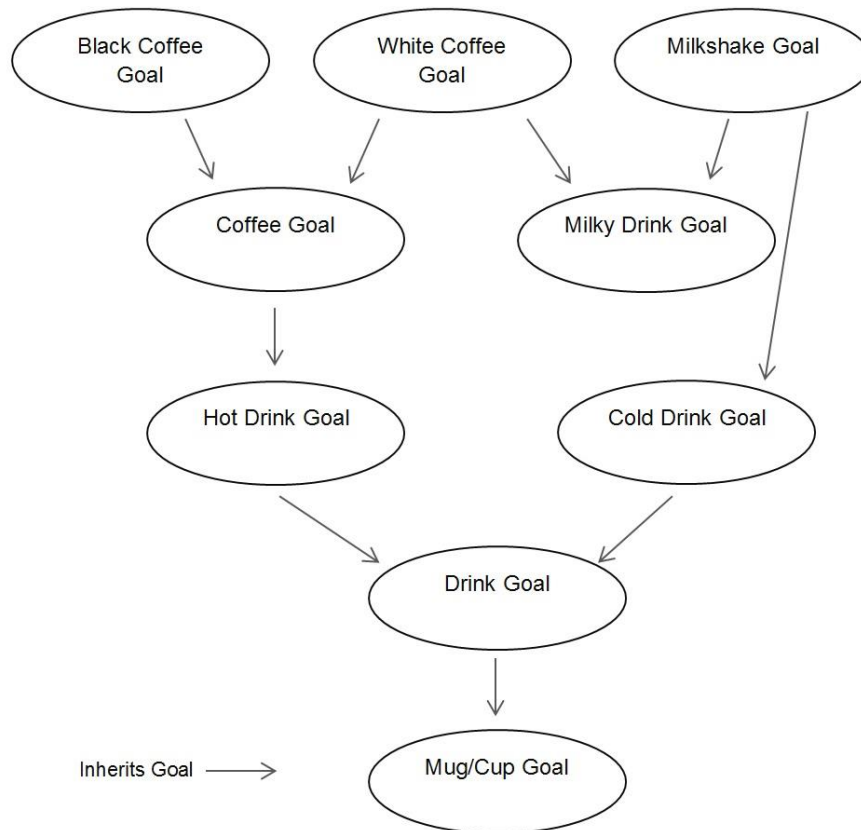 Black Coffee
Goal
White Coffee
Goal
Milkshake Goal
Coffee Goal
Milky Drink Goal
Hot Drink Goal
Cold Drink Goal
Drink Goal
Inherits Goal
Mug/Cup Goal